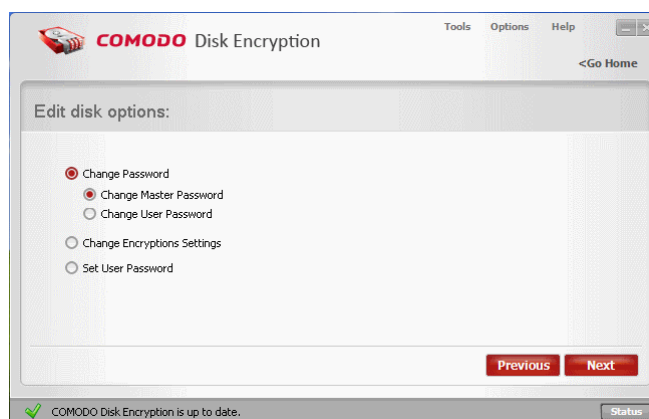 Tools Options Help
COMODO Disk Encryption
<Go Home
Edit disk options:
Change Password
Change Master Password
Change User Password
Change Encryptions Settings
Set User Password
Previous Next
COMODO Disk Encryption is up to date. Status